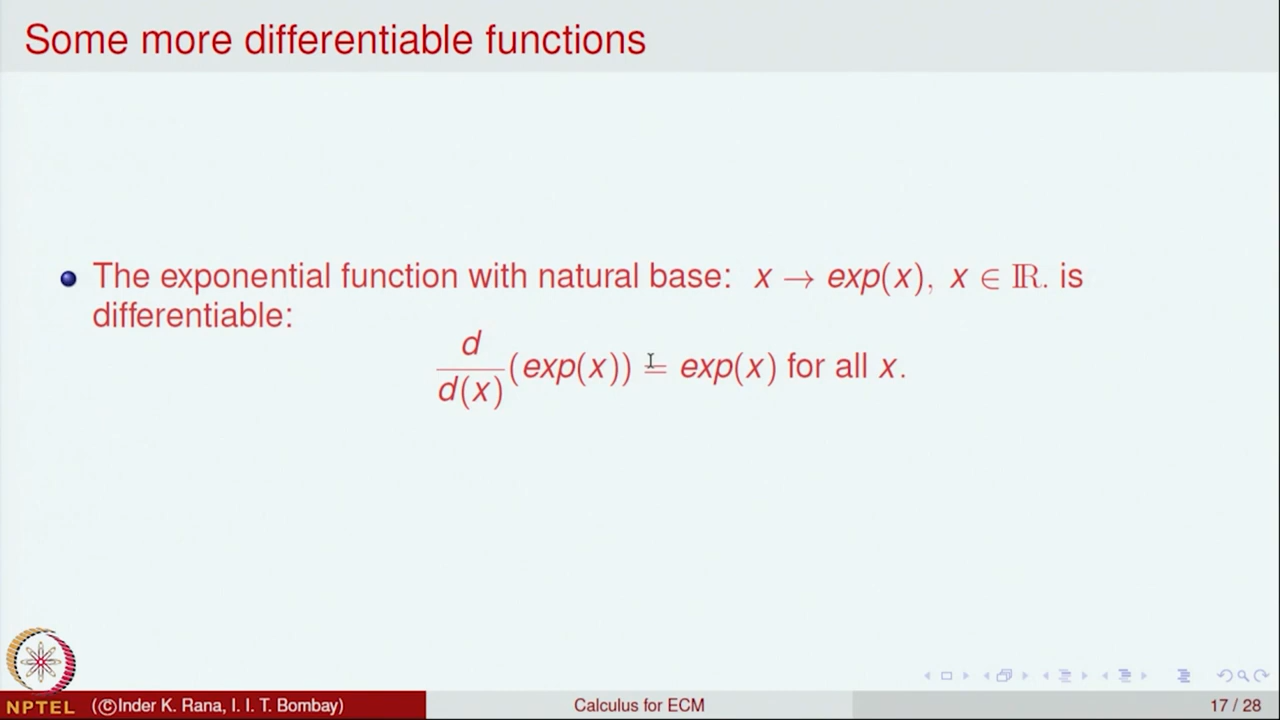 Some more differentiable functions
The exponential function with natural base: x → exp(x), x ∈ ℝ. is
differentiable:
d/d(x) (exp(x)) = exp(x) for all x.
NPTEL (©Inder K. Rana, I. I. T. Bombay) Calculus for ECM 17 / 28